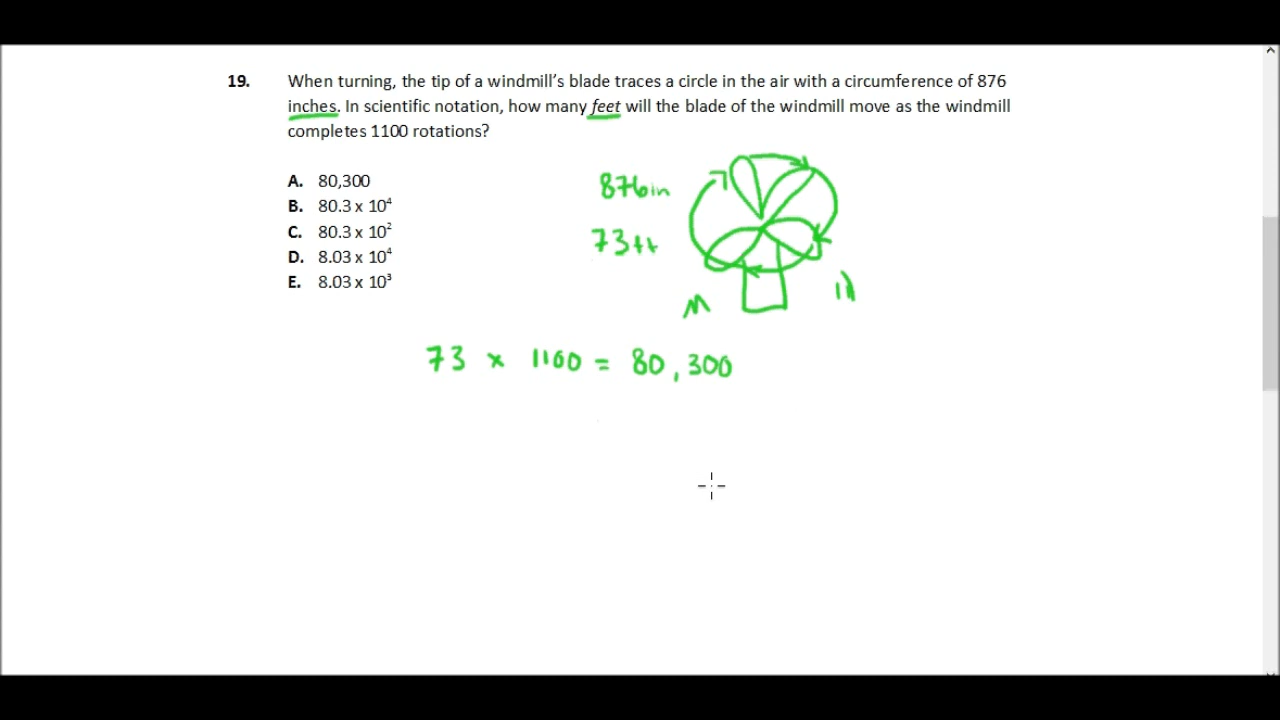 19. When turning, the tip of a windmill's blade traces a circle in the air with a circumference of 876
inches. In scientific notation, how many feet will the blade of the windmill move as the windmill
completes 1100 rotations?
A. 80,300
B. 80.3 x 10⁴
C. 80.3 x 10²
D. 8.03 x 10⁴
E. 8.03 x 10³
876in
73ft
73 x 1100 = 80,300